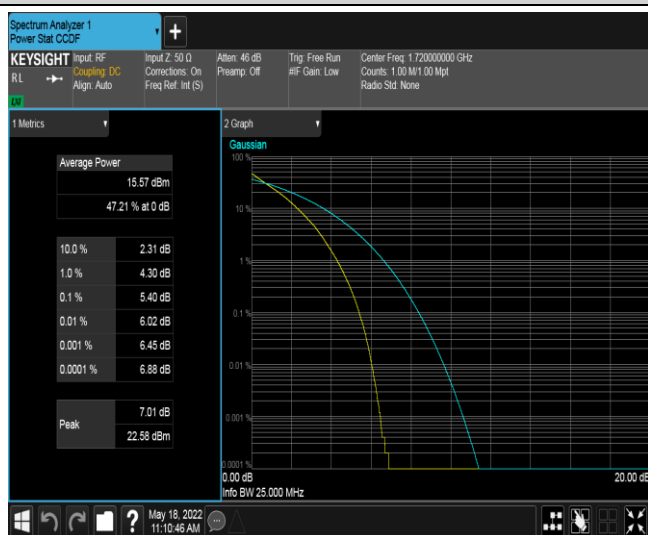 Spectrum Analyzer 1
Power Stat CCDF
+
KEYSIGHT
RL
Input: RF
Coupling: DC
Align: Auto
Input Z: 50 Ω
Corrections: On
Freq Ref: Int (S)
Atten: 46 dB
Preamp: Off
Trig: Free Run
#IF Gain: Low
Center Freq: 1.720000000 GHz
Counts: 1.00 M/1.00 Mpt
Radio Std: None
1 Metrics
Average Power
15.57 dBm
47.21 % at 0 dB
10.0 % 2.31 dB
1.0 % 4.30 dB
0.1 % 5.40 dB
0.01 % 6.02 dB
0.001 % 6.45 dB
0.0001 % 6.88 dB
Peak
7.01 dB
22.58 dBm
2 Graph
Gaussian
100 %
10 %
1 %
0.1 %
0.01 %
0.001 %
0.0001 %
0.00 dB
20.00 dB
Info BW 25.000 MHz
?
May 18, 2022
11:10:46 AM